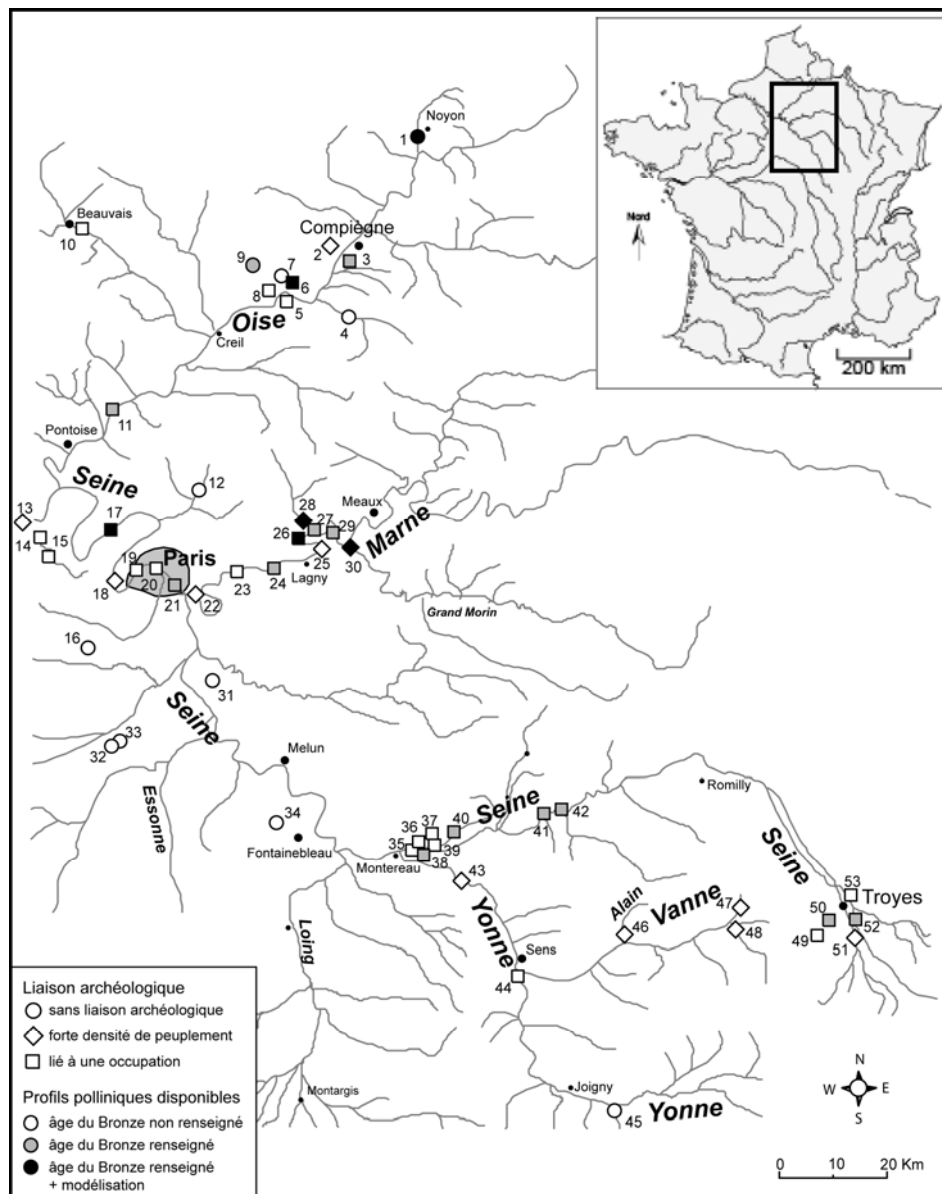 Noyon
1
Beauvais
10
Compiègne
2
3
9
7
8
6
5
4
Oise
Creil
Nord
200 km
11
Pontoise
Seine
12
13
14
15
17
28
27
29
26
Meaux
Marne
25
30
Lagny
19
Paris
18
20
21
22
23
24
Grand Morin
16
31
Seine
33
32
Essonne
Melun
34
Fontainebleau
Romilly
Seine
40
41
42
36
37
35
39
38
Montereau
43
Seine
53
Troyes
Alain
Vanne
47
46
48
50
52
49
51
Yonne
Sens
44
Loing
Montargis
Joigny
Yonne
45
N
W
E
S
0 10 20 Km
Liaison archéologique
sans liaison archéologique
forte densité de peuplement
lié à une occupation
Profils polliniques disponibles
âge du Bronze non renseigné
âge du Bronze renseigné
âge du Bronze renseigné
+ modélisation